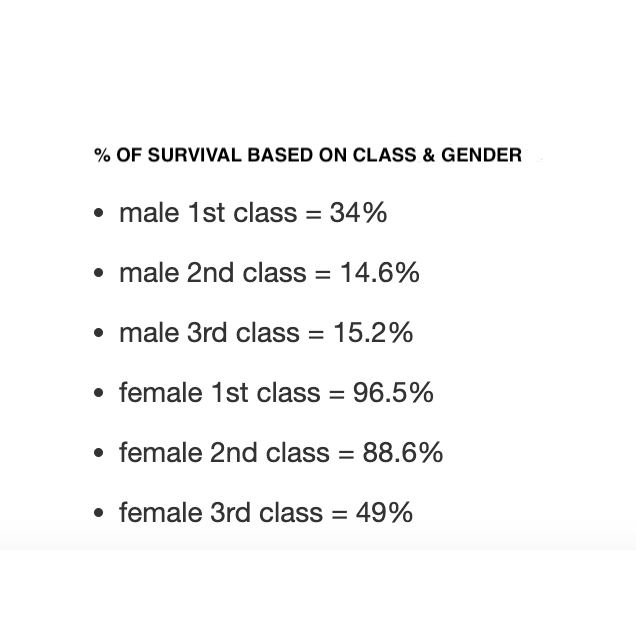 % OF SURVIVAL BASED ON CLASS & GENDER
• male 1st class = 34%
• male 2nd class = 14.6%
• male 3rd class = 15.2%
• female 1st class = 96.5%
• female 2nd class = 88.6%
• female 3rd class = 49%